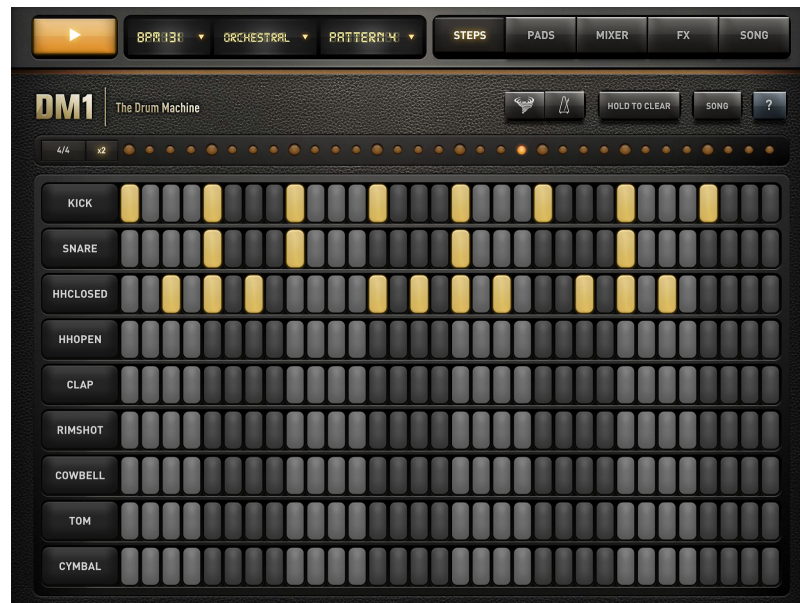 BPM 131 ▼ ORCHESTRAL ▼ PATTERN 4 ▼ STEPS PADS MIXER FX SONG
DM1 The Drum Machine HOLD TO CLEAR SONG ?
4/4 x2
KICK
SNARE
HHCLOSED
HHOPEN
CLAP
RIMSHOT
COWBELL
TOM
CYMBAL